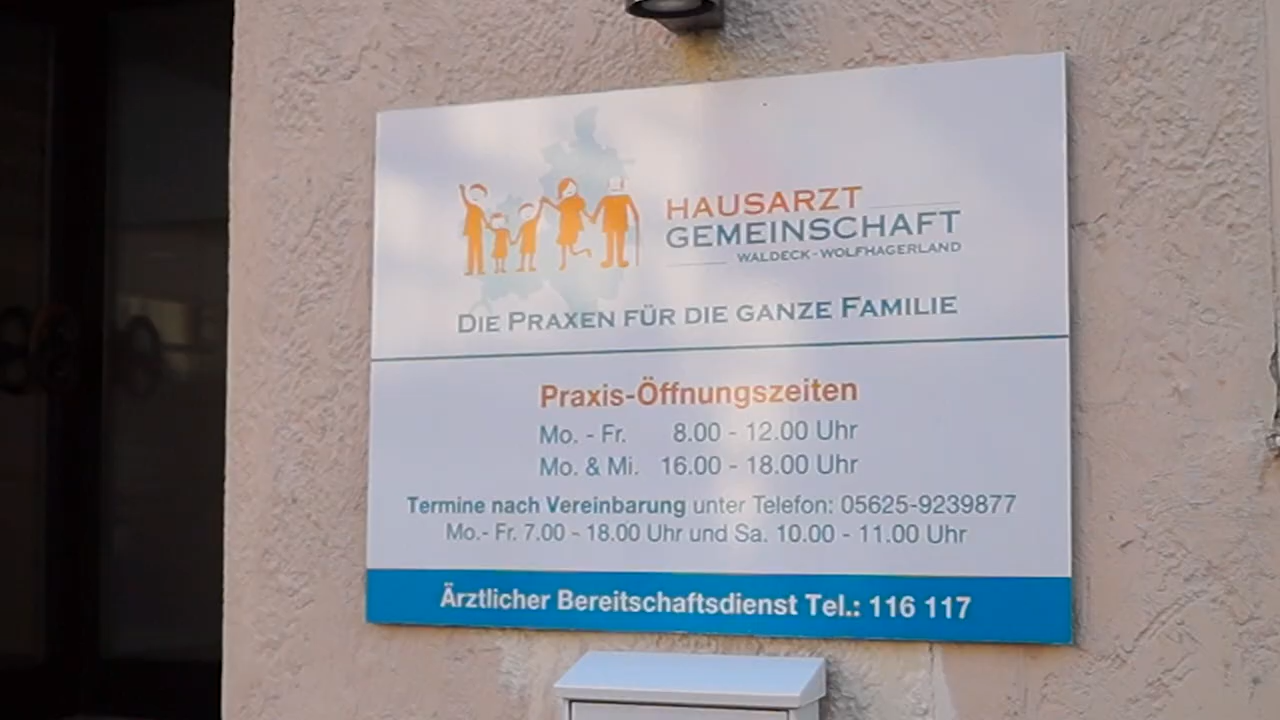 HAUSARZT
GEMEINSCHAFT
WALDECK-WOLFHAGERLAND
DIE PRAXEN FÜR DIE GANZE FAMILIE
Praxis-Öffnungszeiten
Mo. - Fr. 8.00 - 12.00 Uhr
Mo. & Mi. 16.00 - 18.00 Uhr
Termine nach Vereinbarung unter Telefon: 05625-9239877
Mo.- Fr. 7.00 - 18.00 Uhr und Sa. 10.00 - 11.00 Uhr
Ärztlicher Bereitschaftsdienst Tel.: 116 117